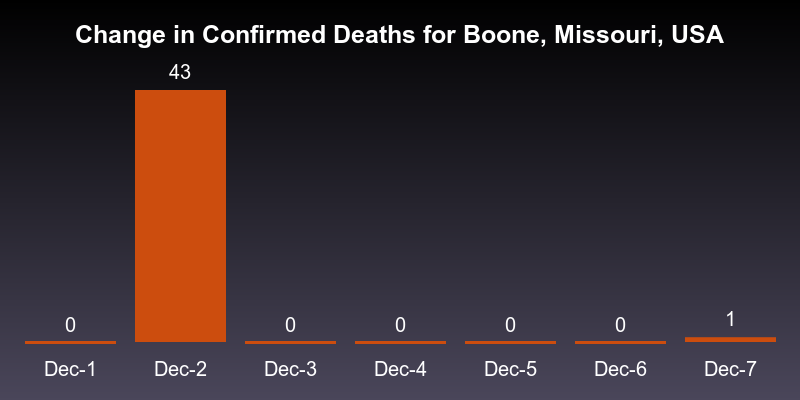 Change in Confirmed Deaths for Boone, Missouri, USA
43
0 0 0 0 0 1
Dec-1 Dec-2 Dec-3 Dec-4 Dec-5 Dec-6 Dec-7